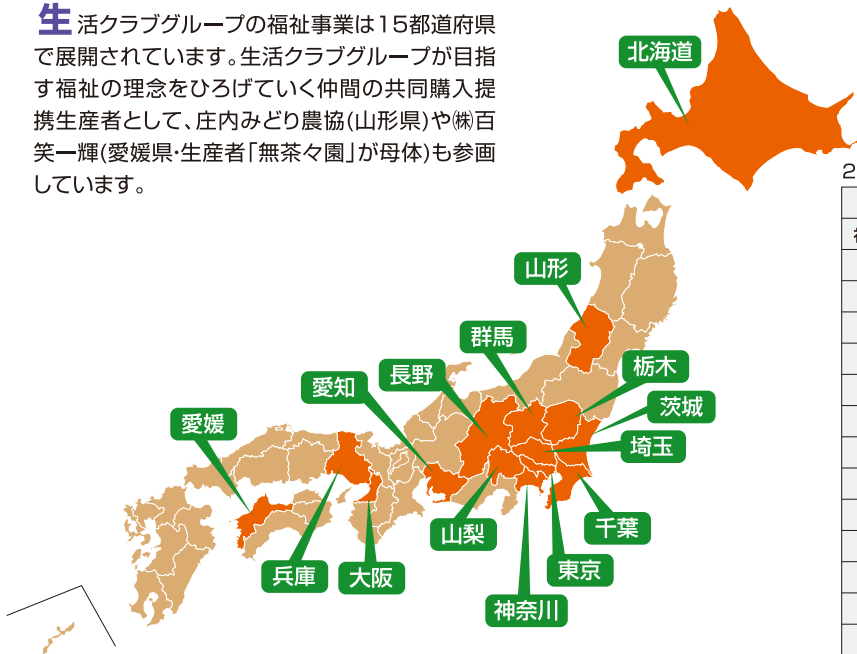 生活クラブグループの福祉事業は15都道府県
で展開されています。生活クラブグループが目指
す福祉の理念をひろげていく仲間の共同購入提
携生産者として、庄内みどり農協(山形県)や㈱百
笑一輝(愛媛県・生産者「無茶々園」が母体)も参画
しています。
北海道
2
山形
群馬
栃木
長野
愛知
茨城
愛媛
埼玉
千葉
山梨
東京
兵庫
大阪
神奈川